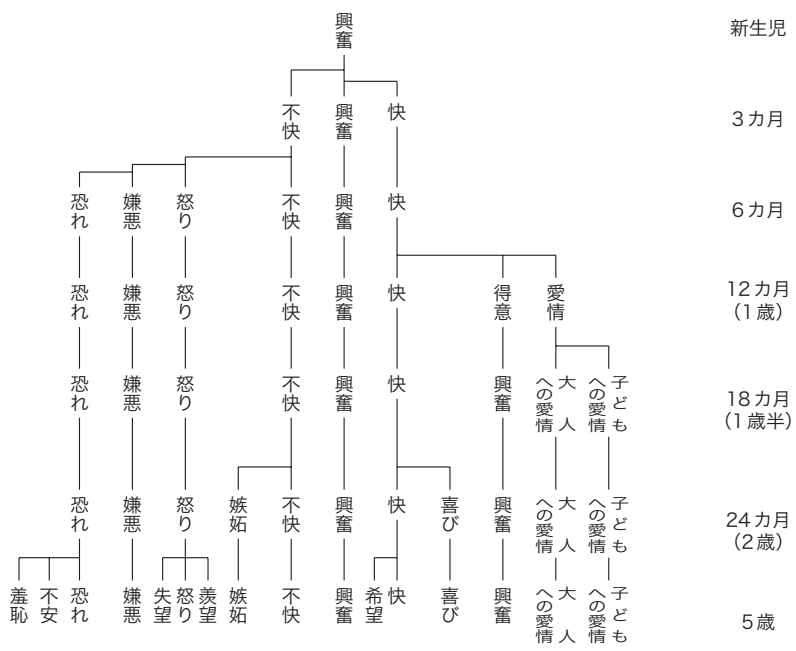 興奮
新生児
不快
興奮
快
3カ月
恐れ
嫌悪
怒り
不快
興奮
快
6カ月
恐れ
嫌悪
怒り
不快
興奮
快
得意
愛情
12カ月
(1歳)
恐れ
嫌悪
怒り
不快
興奮
快
興奮
大人
への愛情
子ども
への愛情
18カ月
(1歳半)
恐れ
嫌悪
怒り
嫉妬
不快
興奮
快
喜び
興奮
大人
への愛情
子ども
への愛情
24カ月
(2歳)
羞恥
不安
恐れ
嫌悪
失望
怒り
羨望
嫉妬
不快
興奮
希望
快
喜び
興奮
大人
への愛情
子ども
への愛情
5歳